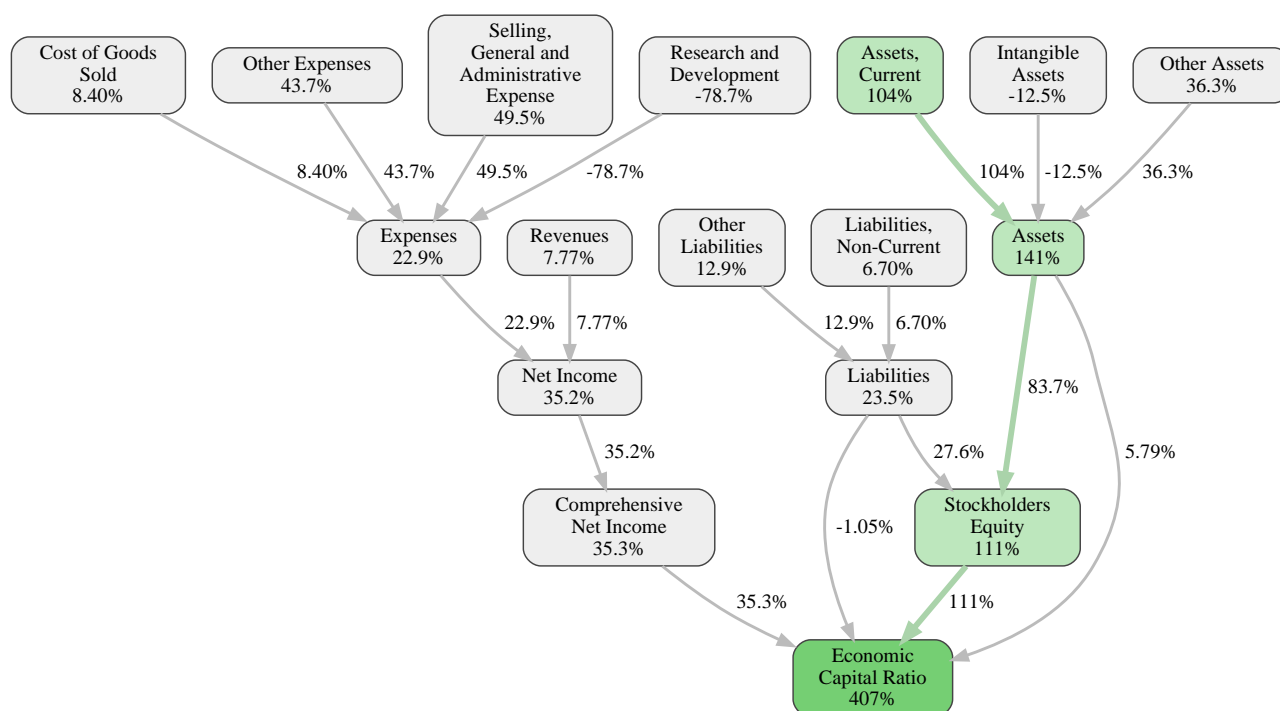 Cost of Goods
Sold
8.40%
Other Expenses
43.7%
Selling,
General and
Administrative
Expense
49.5%
Research and
Development
-78.7%
Assets,
Current
104%
Intangible
Assets
-12.5%
Other Assets
36.3%
8.40%
43.7%
49.5%
-78.7%
104%
-12.5%
36.3%
Expenses
22.9%
Revenues
7.77%
Other
Liabilities
12.9%
Liabilities,
Non-Current
6.70%
Assets
141%
22.9%
7.77%
12.9%
6.70%
Net Income
35.2%
Liabilities
23.5%
83.7%
35.2%
27.6%
5.79%
Comprehensive
Net Income
35.3%
-1.05%
Stockholders
Equity
111%
35.3%
111%
Economic
Capital Ratio
407%